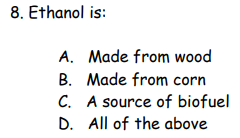 8. Ethanol is:
A. Made from wood
B. Made from corn
C. A source of biofuel
D. All of the above